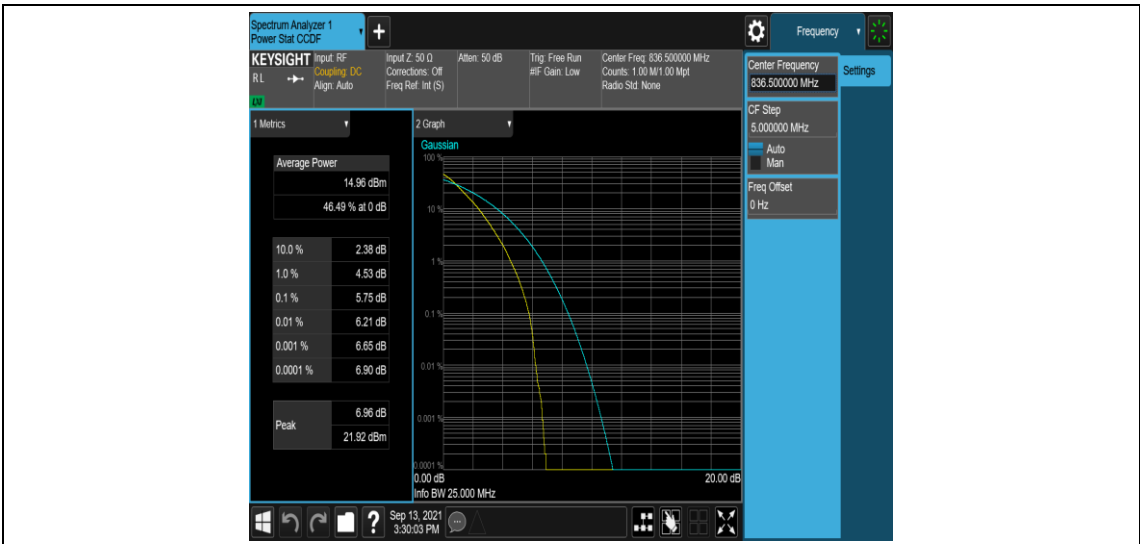 Spectrum Analyzer 1
Power Stat CCDF
+
Frequency
KEYSIGHT
Input: RF
Input Z: 50 Ω
Atten: 50 dB
Trig: Free Run
Center Freq: 836.500000 MHz
RL
Coupling: DC
Corrections: Off
#IF Gain: Low
Counts: 1.00 M/1.00 Mpt
Align: Auto
Freq Ref: Int (S)
Radio Std: None
LXI
Center Frequency
836.500000 MHz
Settings
CF Step
5.000000 MHz
Auto
Man
Freq Offset
0 Hz
1 Metrics
Average Power
14.96 dBm
46.49 % at 0 dB
10.0 % 2.38 dB
1.0 % 4.53 dB
0.1 % 5.75 dB
0.01 % 6.21 dB
0.001 % 6.65 dB
0.0001 % 6.90 dB
Peak
6.96 dB
21.92 dBm
2 Graph
Gaussian
100 %
10 %
1 %
0.1 %
0.01 %
0.001 %
0.0001 %
0.00 dB
20.00 dB
Info BW 25.000 MHz
?
Sep 13, 2021
3:30:03 PM